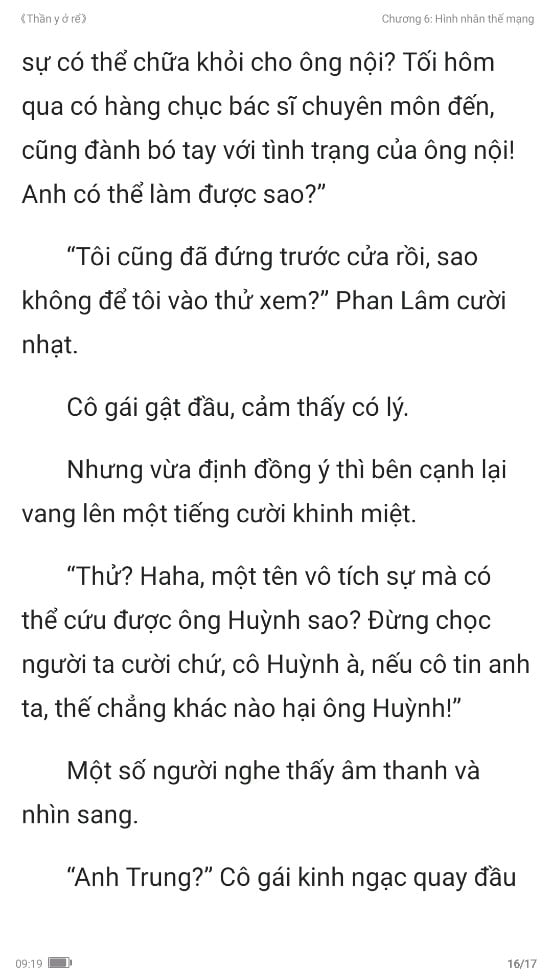 《Thần y ở rể》
Chương 6: Hình nhân thế mạng
sự có thể chữa khỏi cho ông nội? Tối hôm
qua có hàng chục bác sĩ chuyên môn đến,
cũng đành bó tay với tình trạng của ông nội!
Anh có thể làm được sao?”
“Tôi cũng đã đứng trước cửa rồi, sao
không để tôi vào thử xem?” Phan Lâm cười
nhạt.
Cô gái gật đầu, cảm thấy có lý.
Nhưng vừa định đồng ý thì bên cạnh lại
vang lên một tiếng cười khinh miệt.
“Thử? Haha, một tên vô tích sự mà có
thể cứu được ông Huỳnh sao? Đừng chọc
người ta cười chứ, cô Huỳnh à, nếu cô tin anh
ta, thế chẳng khác nào hại ông Huỳnh!”
Một số người nghe thấy âm thanh và
nhìn sang.
“Anh Trung?” Cô gái kinh ngạc quay đầu
09:19
16/17